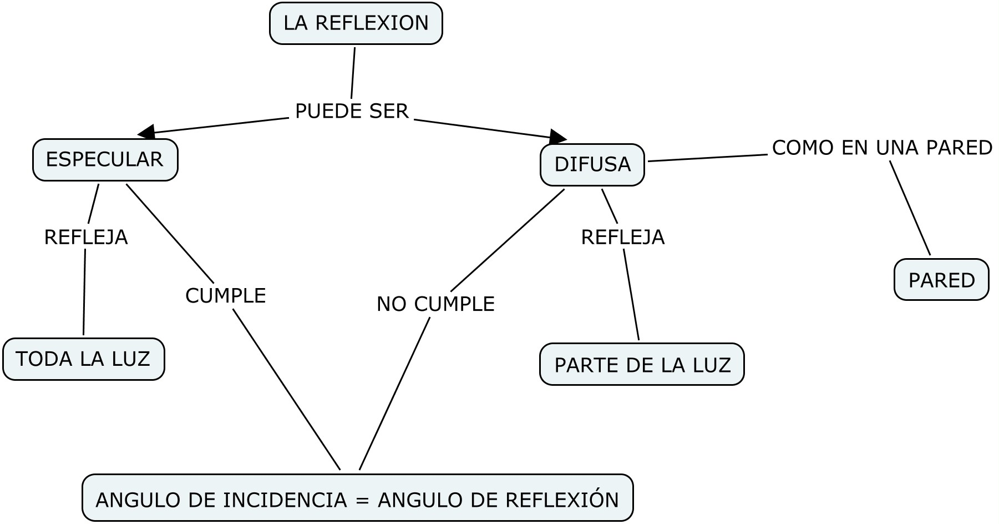 LA REFLEXION
PUEDE SER
ESPECULAR
DIFUSA
COMO EN UNA PARED
REFLEJA
REFLEJA
CUMPLE
NO CUMPLE
PARED
TODA LA LUZ
PARTE DE LA LUZ
ANGULO DE INCIDENCIA = ANGULO DE REFLEXIÓN